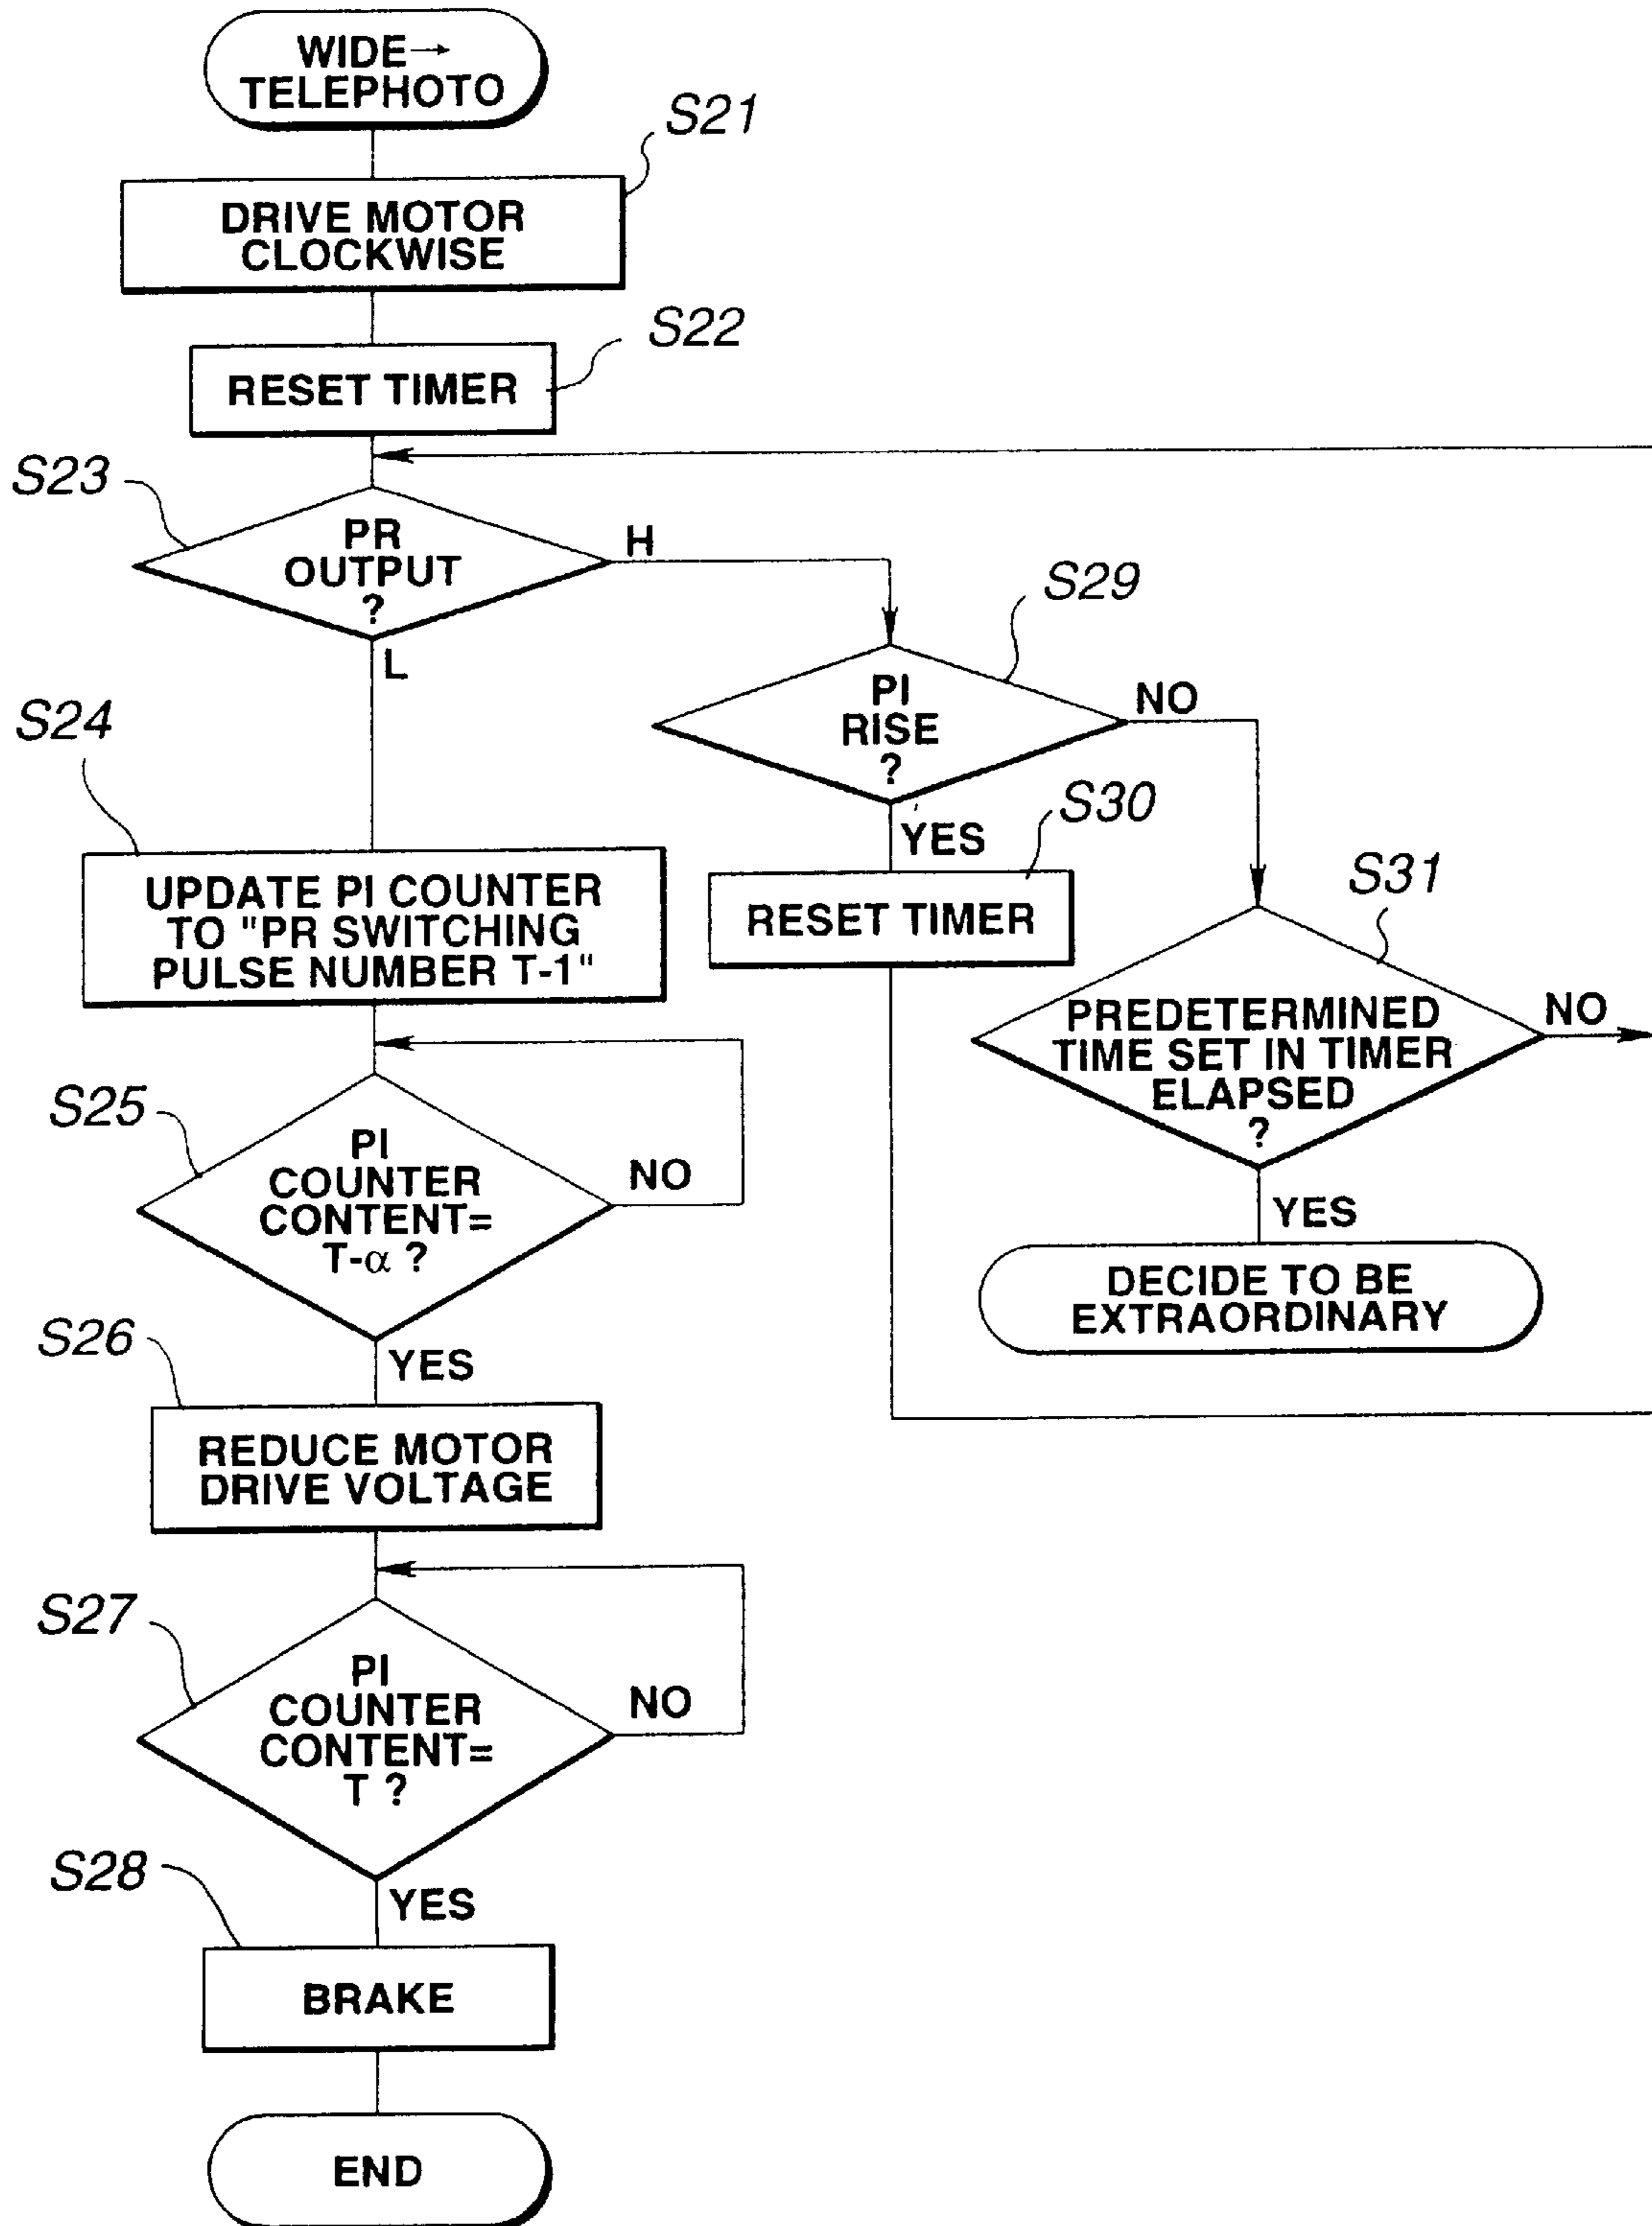 WIDE→
TELEPHOTO
S21
DRIVE MOTOR
CLOCKWISE
S22
RESET TIMER
S23
PR
OUTPUT
?
H
L
S29
PI
RISE
?
NO
YES
S30
RESET TIMER
S31
PREDETERMINED
TIME SET IN TIMER
ELAPSED
?
NO
YES
DECIDE TO BE
EXTRAORDINARY
S24
UPDATE PI COUNTER
TO "PR SWITCHING
PULSE NUMBER T-1"
S25
PI
COUNTER
CONTENT=
T-α ?
NO
YES
S26
REDUCE MOTOR
DRIVE VOLTAGE
S27
PI
COUNTER
CONTENT=
T ?
NO
YES
S28
BRAKE
END